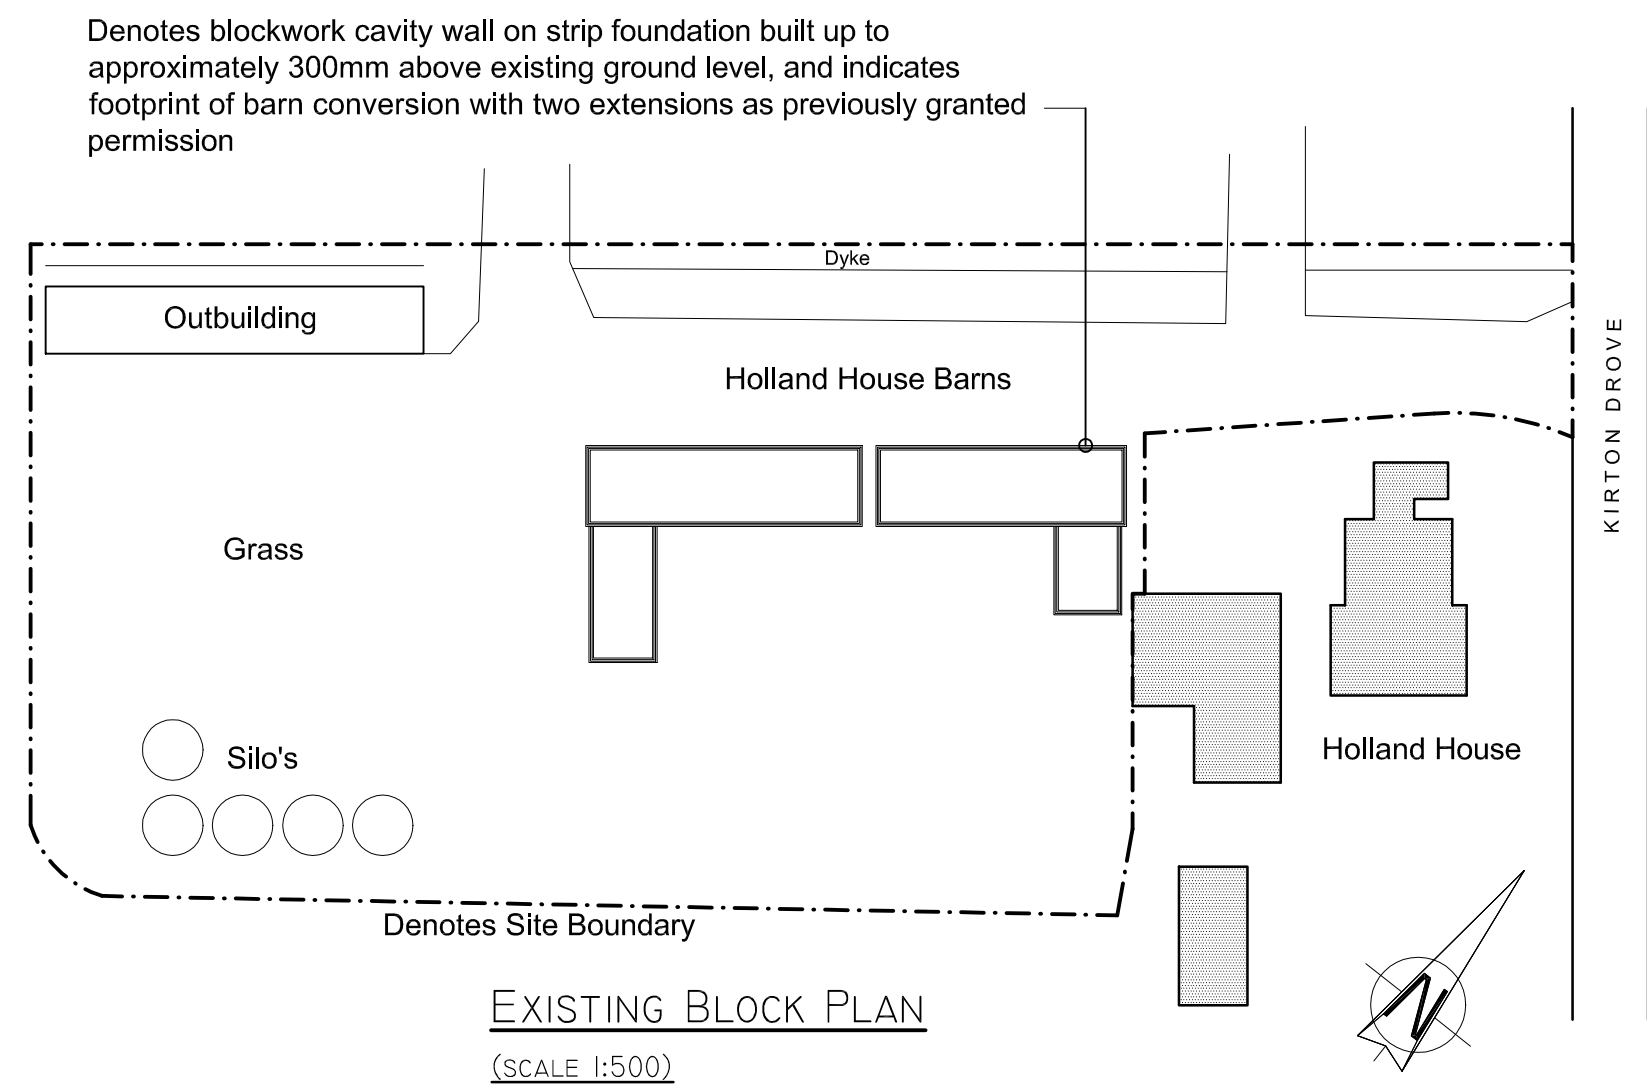 Denotes blockwork cavity wall on strip foundation built up to
approximately 300mm above existing ground level, and indicates
footprint of barn conversion with two extensions as previously granted
permission
Dyke
Outbuilding
Holland House Barns
KIRTON DROVE
Grass
Silo's
Holland House
Denotes Site Boundary
EXISTING BLOCK PLAN
(SCALE 1:500)
N